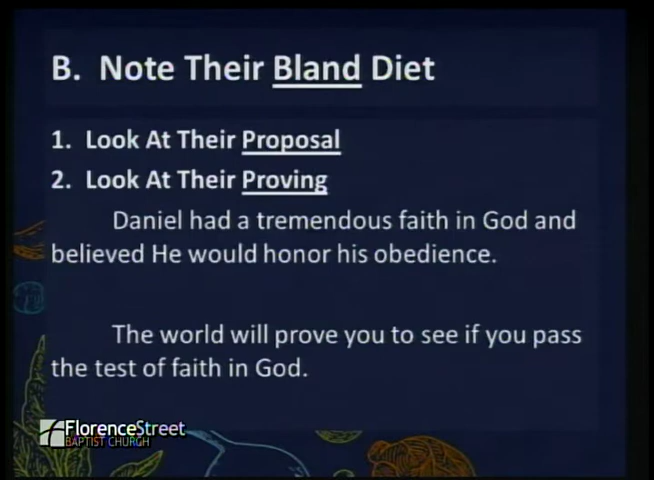 B. Note Their Bland Diet
1. Look At Their Proposal
2. Look At Their Proving
Daniel had a tremendous faith in God and
believed He would honor his obedience.
The world will prove you to see if you pass
the test of faith in God.
FlorenceStreet
BAPTIST CHURCH